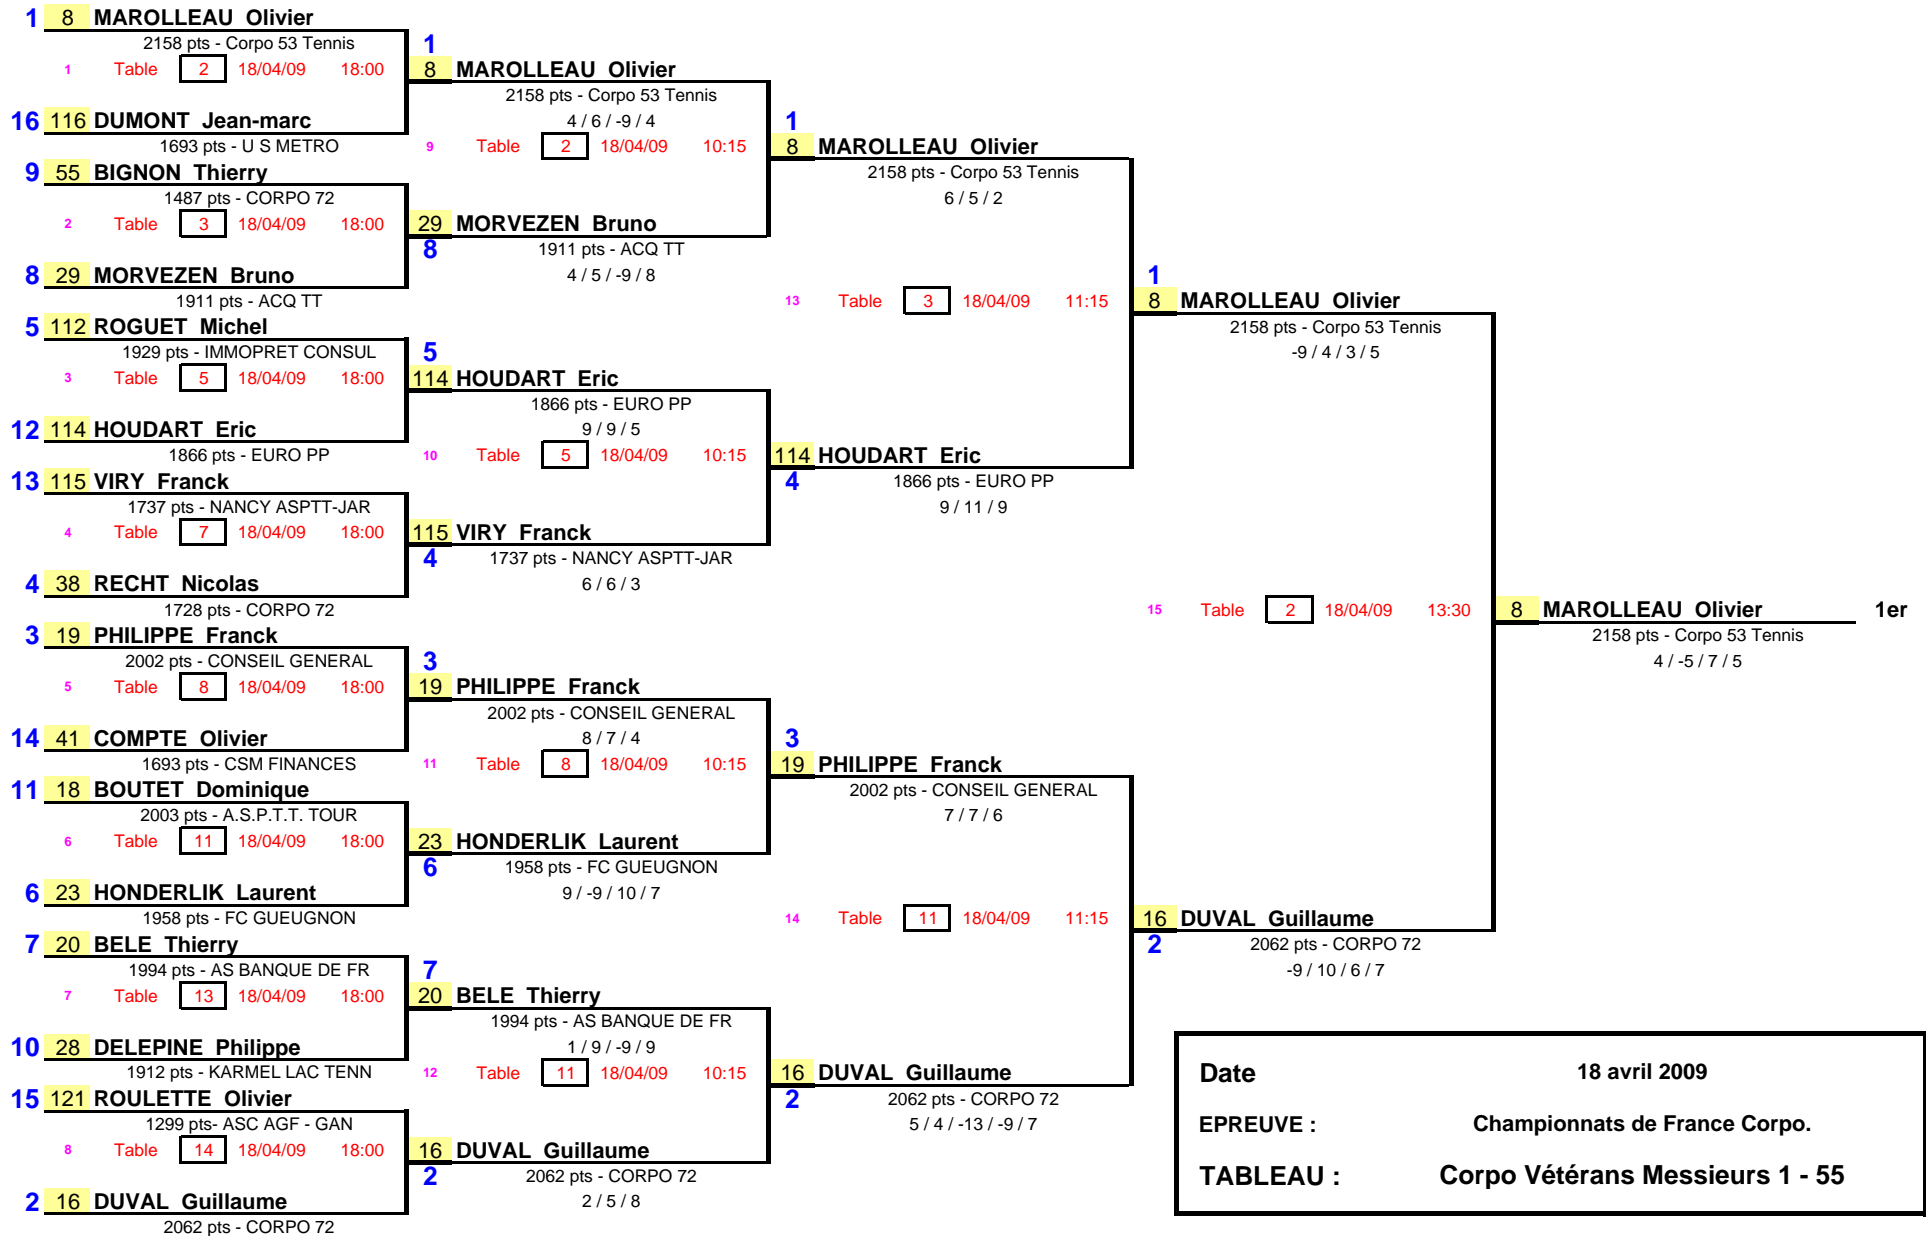 1 8 MAROLLEAU Olivier
2158 pts - Corpo 53 Tennis
1 Table 2 18/04/09 18:00
16 116 DUMONT Jean-marc
1693 pts - U S METRO
9 55 BIGNON Thierry
1487 pts - CORPO 72
2 Table 3 18/04/09 18:00
8 29 MORVEZEN Bruno
1911 pts - ACQ TT
5 112 ROGUET Michel
1929 pts - IMMOPRET CONSUL
3 Table 5 18/04/09 18:00
12 114 HOUDART Eric
1866 pts - EURO PP
13 115 VIRY Franck
1737 pts - NANCY ASPTT-JAR
4 Table 7 18/04/09 18:00
4 38 RECHT Nicolas
1728 pts - CORPO 72
3 19 PHILIPPE Franck
2002 pts - CONSEIL GENERAL
5 Table 8 18/04/09 18:00
14 41 COMPTE Olivier
1693 pts - CSM FINANCES
11 18 BOUTET Dominique
2003 pts - A.S.P.T.T. TOUR
6 Table 11 18/04/09 18:00
6 23 HONDERLIK Laurent
1958 pts - FC GUEUGNON
7 20 BELE Thierry
1994 pts - AS BANQUE DE FR
7 Table 13 18/04/09 18:00
10 28 DELEPINE Philippe
1912 pts - KARMEL LAC TENN
15 121 ROULETTE Olivier
1299 pts- ASC AGF - GAN
8 Table 14 18/04/09 18:00
2 16 DUVAL Guillaume
2062 pts - CORPO 72
1
8 MAROLLEAU Olivier
2158 pts - Corpo 53 Tennis
4 / 6 / -9 / 4
9 Table 2 18/04/09 10:15
29 MORVEZEN Bruno
8
1911 pts - ACQ TT
4 / 5 / -9 / 8
5
114 HOUDART Eric
1866 pts - EURO PP
9 / 9 / 5
10 Table 5 18/04/09 10:15
115 VIRY Franck
4
1737 pts - NANCY ASPTT-JAR
6 / 6 / 3
3
19 PHILIPPE Franck
2002 pts - CONSEIL GENERAL
8 / 7 / 4
11 Table 8 18/04/09 10:15
23 HONDERLIK Laurent
6
1958 pts - FC GUEUGNON
9 / -9 / 10 / 7
7
20 BELE Thierry
1994 pts - AS BANQUE DE FR
1 / 9 / -9 / 9
12 Table 11 18/04/09 10:15
16 DUVAL Guillaume
2
2062 pts - CORPO 72
2 / 5 / 8
1
8 MAROLLEAU Olivier
2158 pts - Corpo 53 Tennis
6 / 5 / 2
13 Table 3 18/04/09 11:15
114 HOUDART Eric
4
1866 pts - EURO PP
9 / 11 / 9
3
19 PHILIPPE Franck
2002 pts - CONSEIL GENERAL
7 / 7 / 6
14 Table 11 18/04/09 11:15
16 DUVAL Guillaume
2
2062 pts - CORPO 72
5 / 4 / -13 / -9 / 7
1
8 MAROLLEAU Olivier
2158 pts - Corpo 53 Tennis
-9 / 4 / 3 / 5
15 Table 2 18/04/09 13:30
16 DUVAL Guillaume
2
2062 pts - CORPO 72
-9 / 10 / 6 / 7
8 MAROLLEAU Olivier 1er
2158 pts - Corpo 53 Tennis
4 / -5 / 7 / 5
Date 18 avril 2009
EPREUVE : Championnats de France Corpo.
TABLEAU : Corpo Vétérans Messieurs 1 - 55